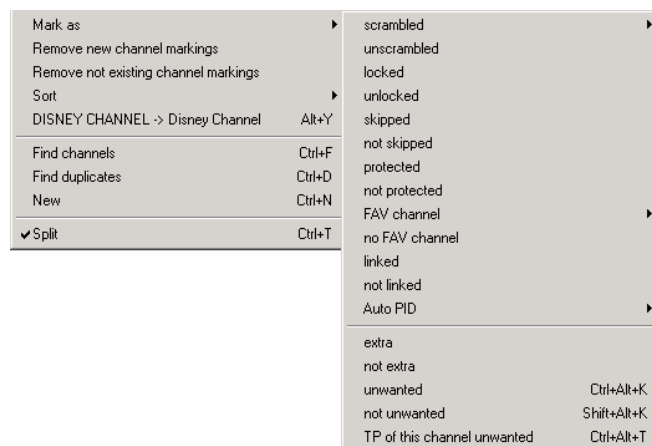 Mark as
Remove new channel markings
Remove not existing channel markings
Sort
DISNEY CHANNEL -> Disney Channel Alt+Y
Find channels Ctrl+F
Find duplicates Ctrl+D
New Ctrl+N
Split Ctrl+T
scrambled
unscrambled
locked
unlocked
skipped
not skipped
protected
not protected
FAV channel
no FAV channel
linked
not linked
Auto PID
extra
not extra
unwanted Ctrl+Alt+K
not unwanted Shift+Alt+K
TP of this channel unwanted Ctrl+Alt+T